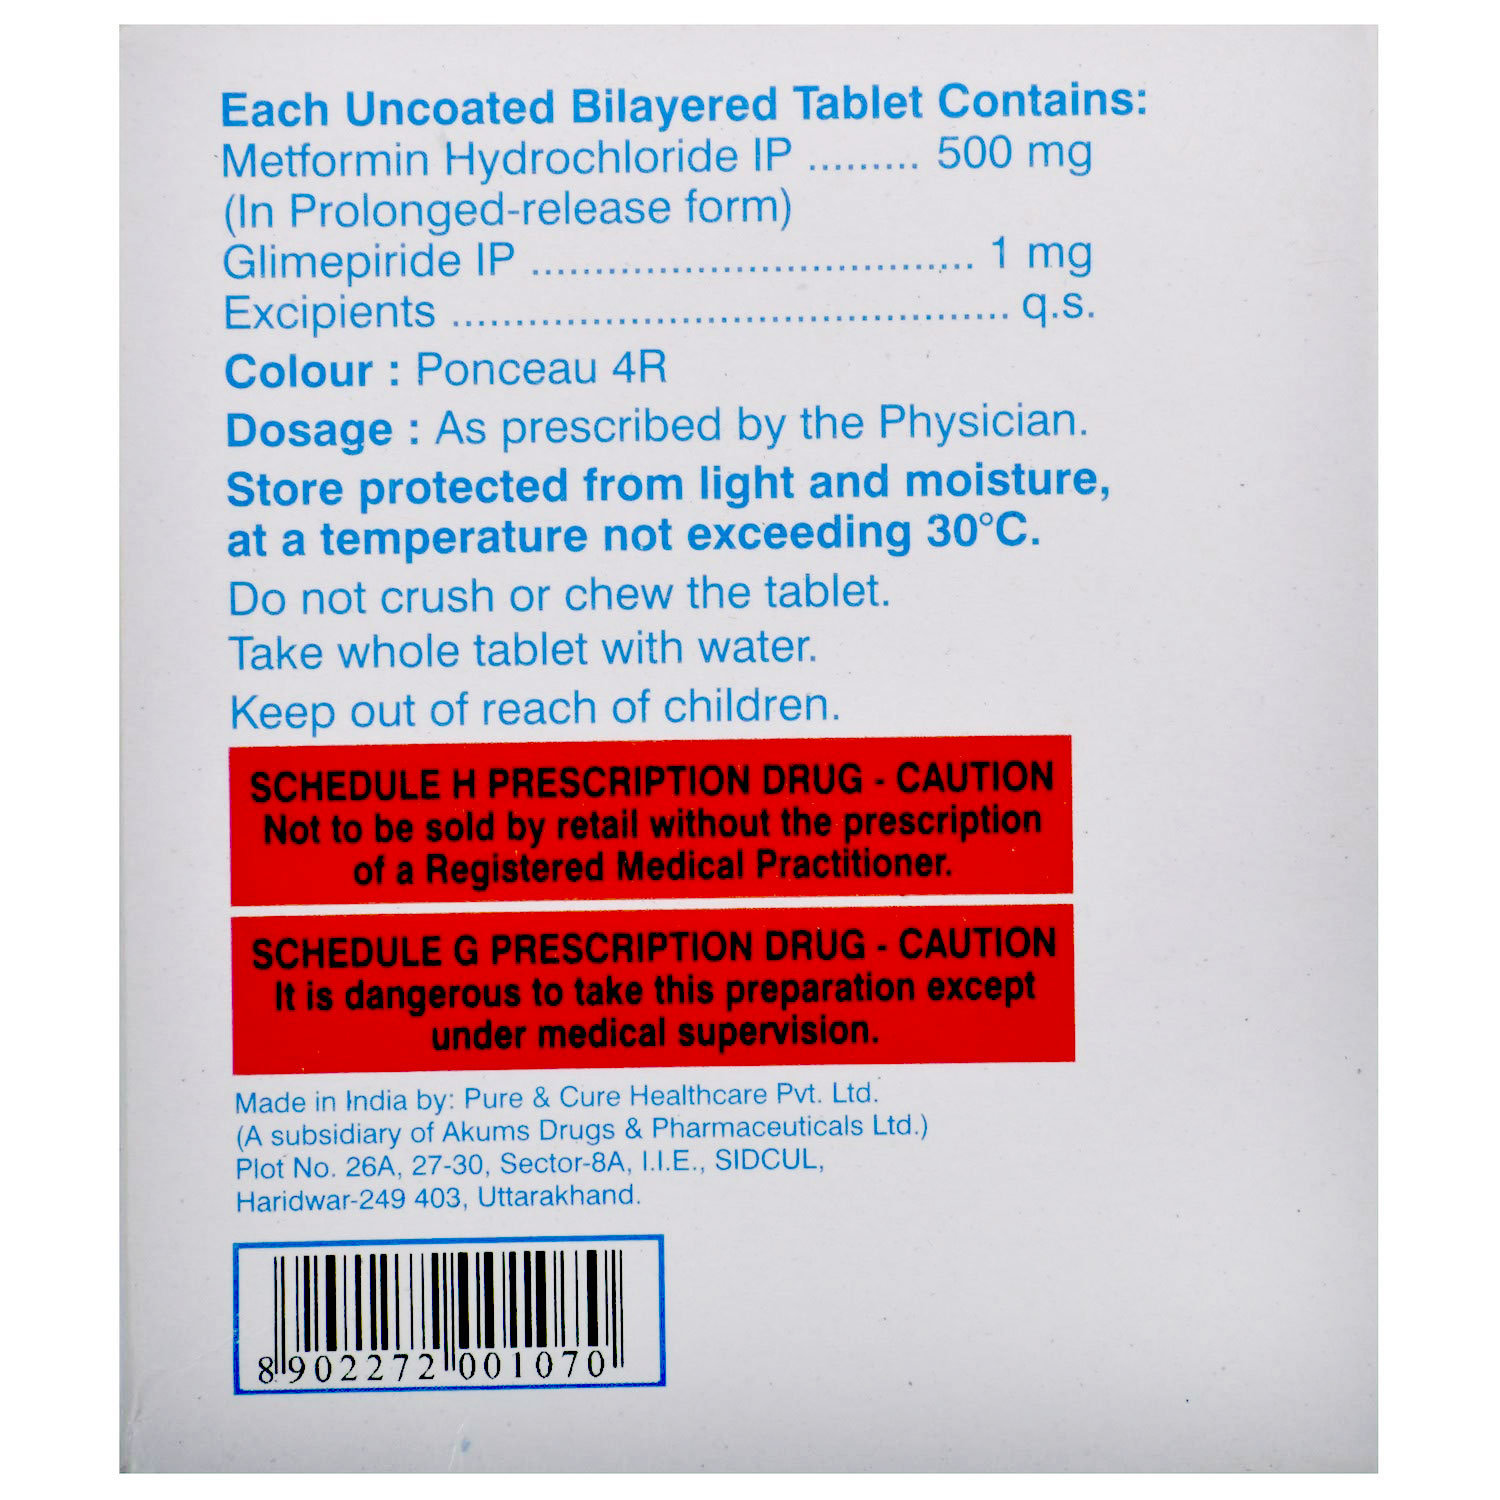 Each Uncoated Bilayered Tablet Contains:
Metformin Hydrochloride IP ......... 500 mg
(In Prolonged-release form)
Glimepiride IP ................................... 1 mg
Excipients ............................................ q.s.
Colour : Ponceau 4R
Dosage : As prescribed by the Physician.
Store protected from light and moisture,
at a temperature not exceeding 30°C.
Do not crush or chew the tablet.
Take whole tablet with water.
Keep out of reach of children.
SCHEDULE H PRESCRIPTION DRUG - CAUTION
Not to be sold by retail without the prescription
of a Registered Medical Practitioner.
SCHEDULE G PRESCRIPTION DRUG - CAUTION
It is dangerous to take this preparation except
under medical supervision.
Made in India by: Pure & Cure Healthcare Pvt. Ltd.
(A subsidiary of Akums Drugs & Pharmaceuticals Ltd.)
Plot No. 26A, 27-30, Sector-8A, I.I.E., SIDCUL,
Haridwar-249 403, Uttarakhand.
8 902272 001070